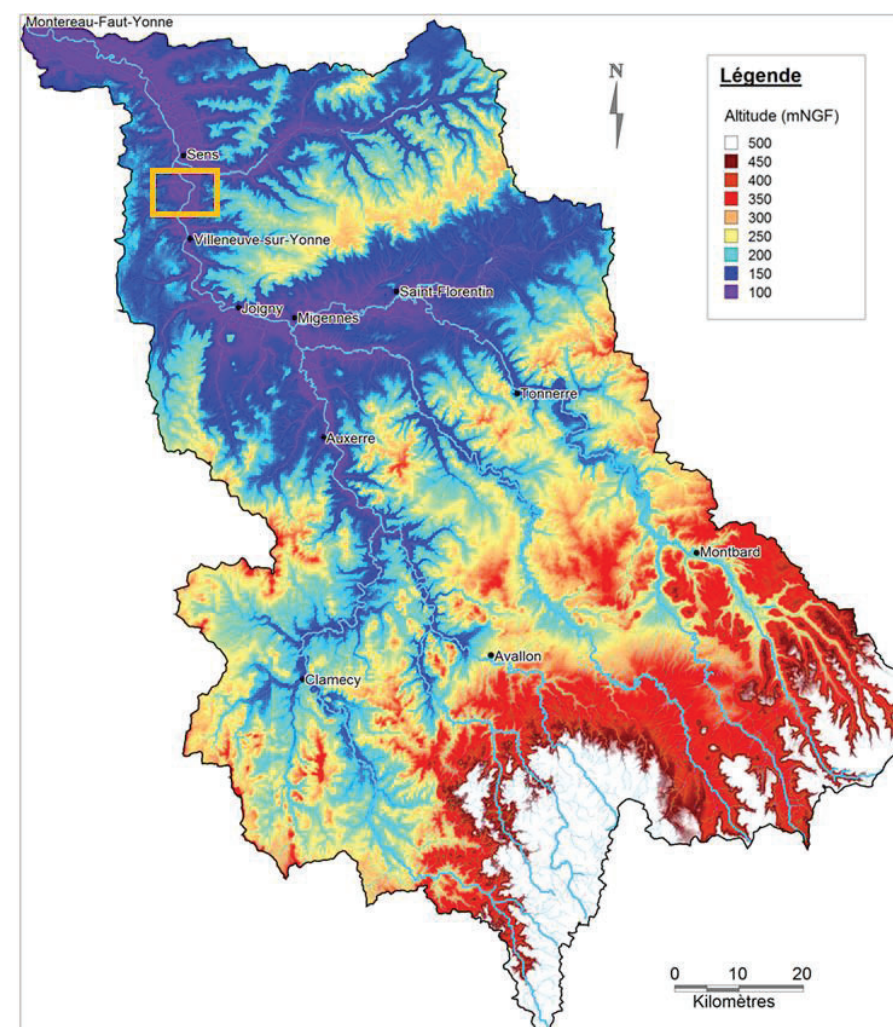 Montereau-Faut-Yonne
N
Légende
Altitude (mNGF)
500
450
400
350
300
250
200
150
100
Sens
Villeneuve-sur-Yonne
Saint-Florentin
Joigny
Migennes
Tonnerre
Auxerre
Montbard
Avallon
Clamecy
0 10 20
Kilomètres